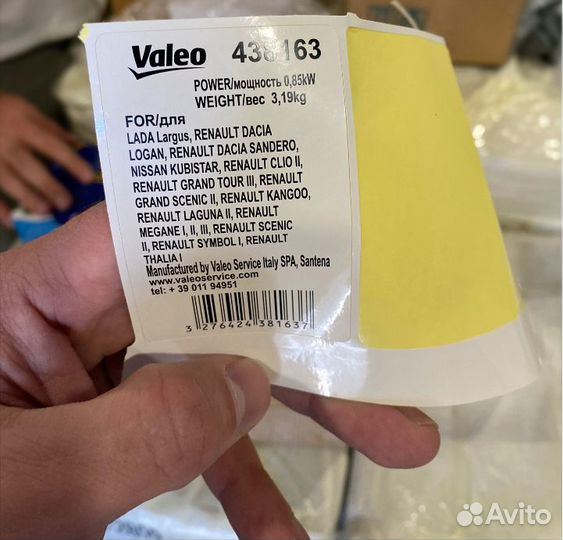 Valeo 438163
POWER/мощность 0,85kW
WEIGHT/вес 3,19kg
FOR/для
LADA Largus, RENAULT DACIA
LOGAN, RENAULT DACIA SANDERO,
NISSAN KUBISTAR, RENAULT CLIO II,
RENAULT GRAND TOUR III, RENAULT
GRAND SCENIC II, RENAULT KANGOO,
RENAULT LAGUNA II, RENAULT
MEGANE I, II, III, RENAULT SCENIC
II, RENAULT SYMBOL I, RENAULT
THALIA I
Manufactured by Valeo Service Italy SPA, Santena
www.valeoservice.com
tel: + 39 011 94951
3 276424 381637
Avito